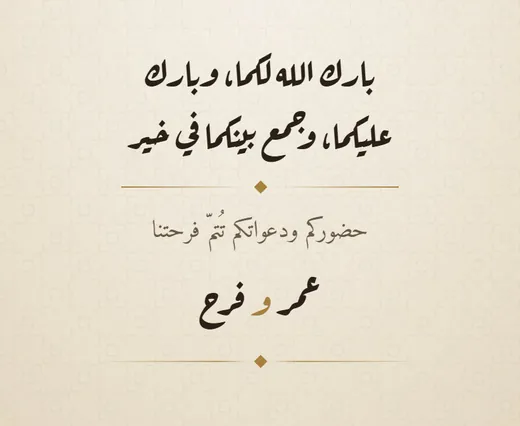 بارك الله لكما، وبارك
عليكما، وجمع بينكما في خير
حضوركم ودعواتكم تُتمّ فرحتنا
عمر و فرح